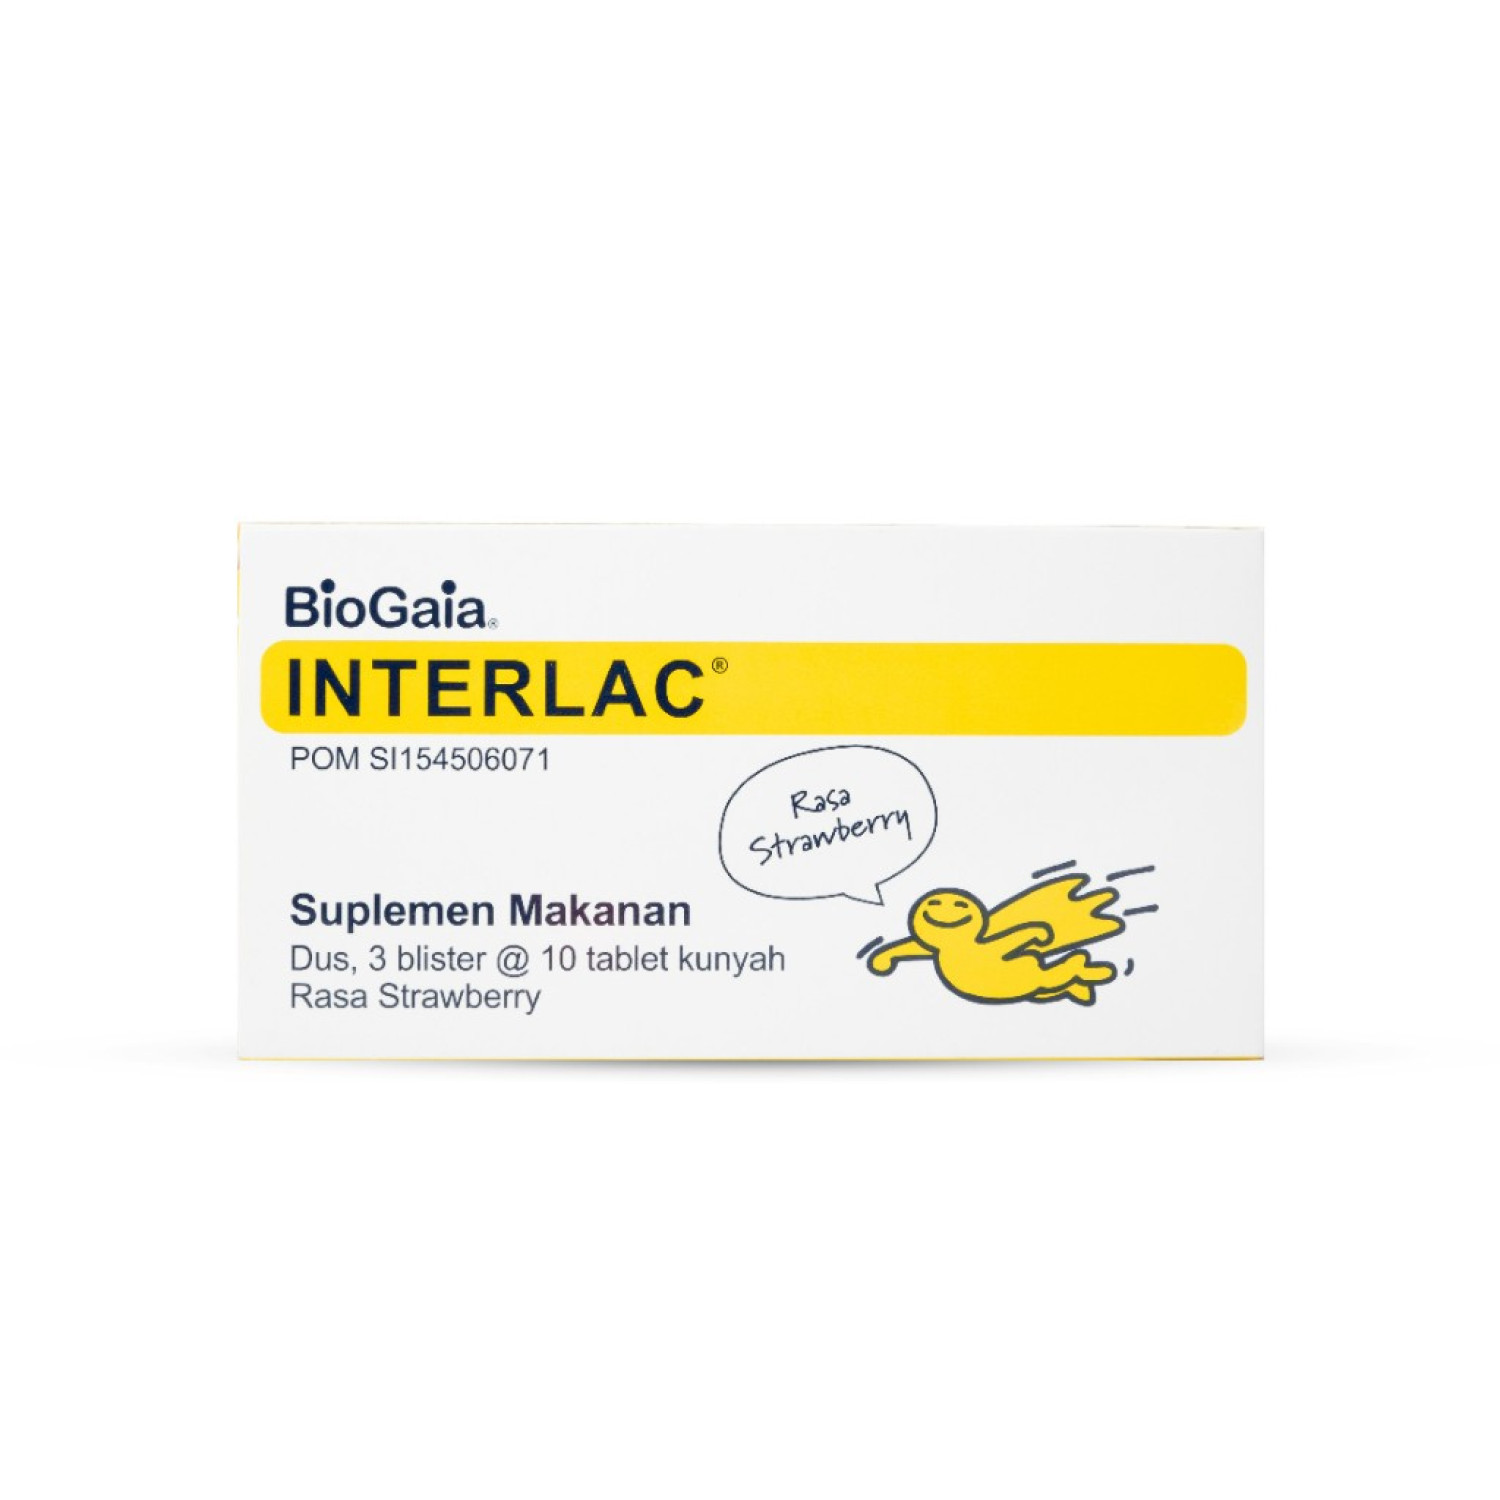 BioGaia®
INTERLAC®
POM SI154506071
Rasa
Strawberry
Suplemen Makanan
Dus, 3 blister @ 10 tablet kunyah
Rasa Strawberry